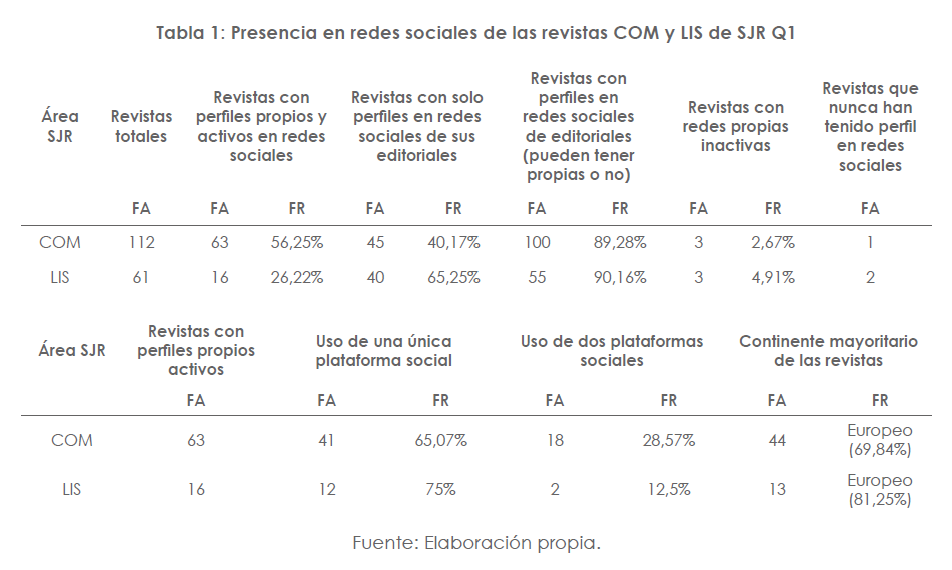 Tabla 1: Presencia en redes sociales de las revistas COM y LIS de SJR Q1
Área SJR Revistas totales Revistas con perfiles propios y activos en redes sociales Revistas con solo perfiles en redes sociales de sus editoriales Revistas con perfiles en redes sociales de editoriales (pueden tener propias o no) Revistas con redes propias inactivas Revistas que nunca han tenido perfil en redes sociales
FA FA FR FA FR FA FR FA FR FA
COM 112 63 56,25% 45 40,17% 100 89,28% 3 2,67% 1
LIS 61 16 26,22% 40 65,25% 55 90,16% 3 4,91% 2
Área SJR Revistas con perfiles propios activos Uso de una única plataforma social Uso de dos plataformas sociales Continente mayoritario de las revistas
FA FA FR FA FR FA FR
COM 63 41 65,07% 18 28,57% 44 Europeo (69,84%)
LIS 16 12 75% 2 12,5% 13 Europeo (81,25%)
Fuente: Elaboración propia.